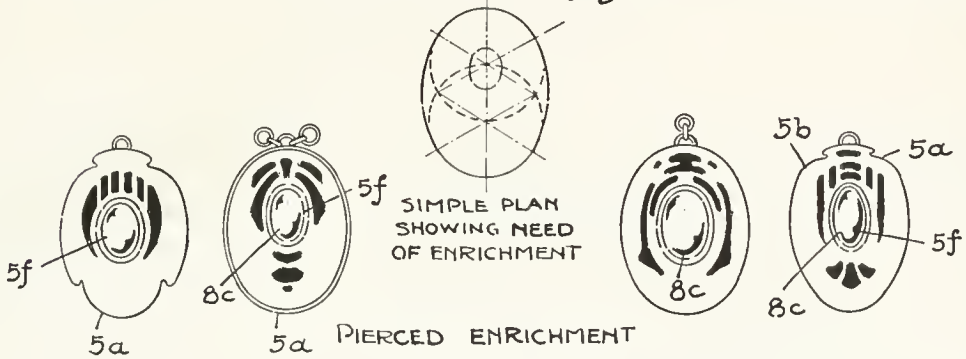 5b
5a
5f
SIMPLE PLAN
SHOWING NEED
OF ENRICHMENT
5f
5f
8c
8c
8c
5a
5a
PIERCED ENRICHMENT